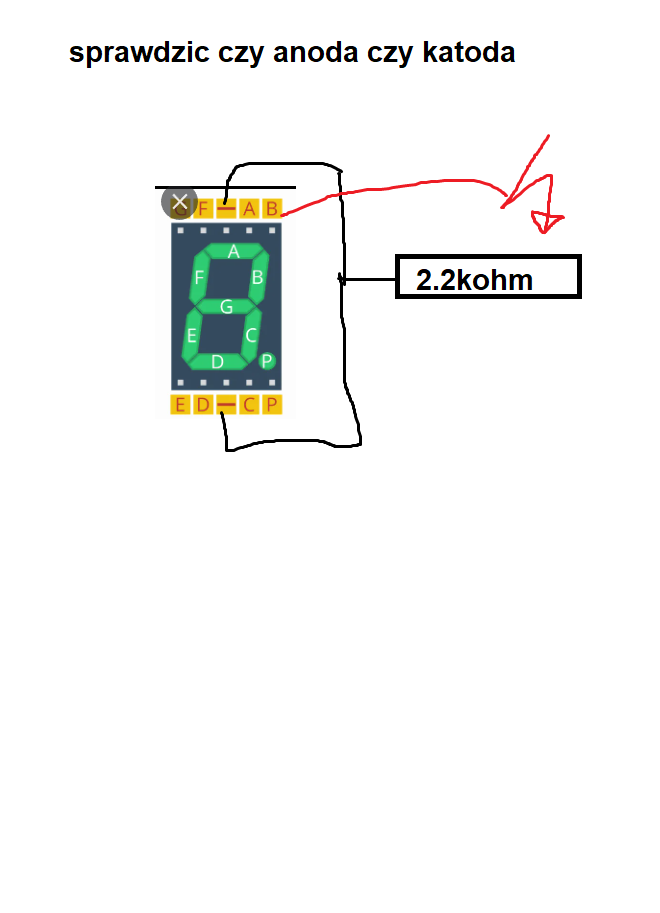 sprawdzic czy anoda czy katoda
G F — A B
A
F B
G
2.2kohm
E C
D P
E D — C P